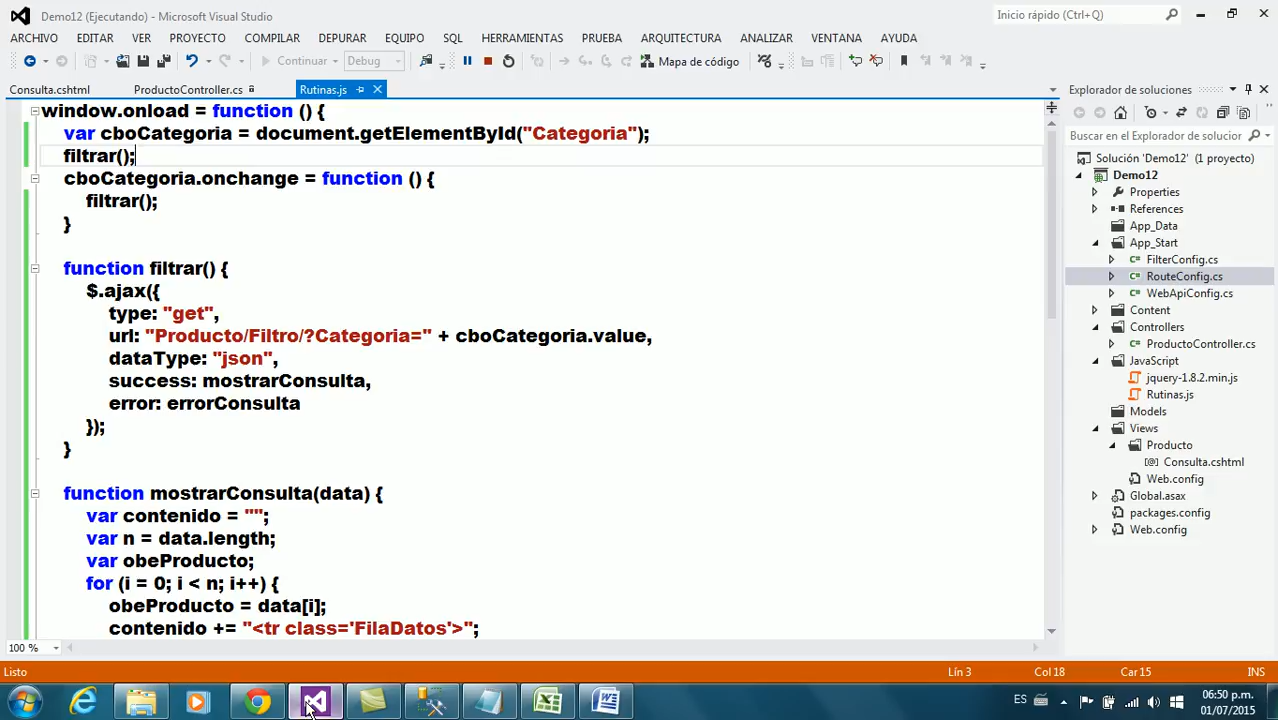 Demo12 (Ejecutando) - Microsoft Visual Studio
Inicio rápido (Ctrl+Q)
ARCHIVO EDITAR VER PROYECTO COMPILAR DEPURAR EQUIPO SQL HERRAMIENTAS PRUEBA ARQUITECTURA ANALIZAR VENTANA AYUDA
Continuar Debug Mapa de código
Consulta.cshtml ProductoController.cs Rutinas.js
window.onload = function () {
var cboCategoria = document.getElementById("Categoria");
filtrar();
cboCategoria.onchange = function () {
filtrar();
}
function filtrar() {
$.ajax({
type: "get",
url: "Producto/Filtro/?Categoria=" + cboCategoria.value,
dataType: "json",
success: mostrarConsulta,
error: errorConsulta
});
}
function mostrarConsulta(data) {
var contenido = "";
var n = data.length;
var obeProducto;
for (i = 0; i < n; i++) {
obeProducto = data[i];
contenido += "<tr class='FilaDatos'>";
100 %
Explorador de soluciones
Buscar en el Explorador de solucior
Solución 'Demo12' (1 proyecto)
Demo12
Properties
References
App_Data
App_Start
FilterConfig.cs
RouteConfig.cs
WebApiConfig.cs
Content
Controllers
ProductoController.cs
JavaScript
jquery-1.8.2.min.js
Rutinas.js
Models
Views
Producto
Consulta.cshtml
Web.config
Global.asax
packages.config
Web.config
Listo Lín 3 Col 18 Car 15 INS
ES
06:50 p.m.
01/07/2015